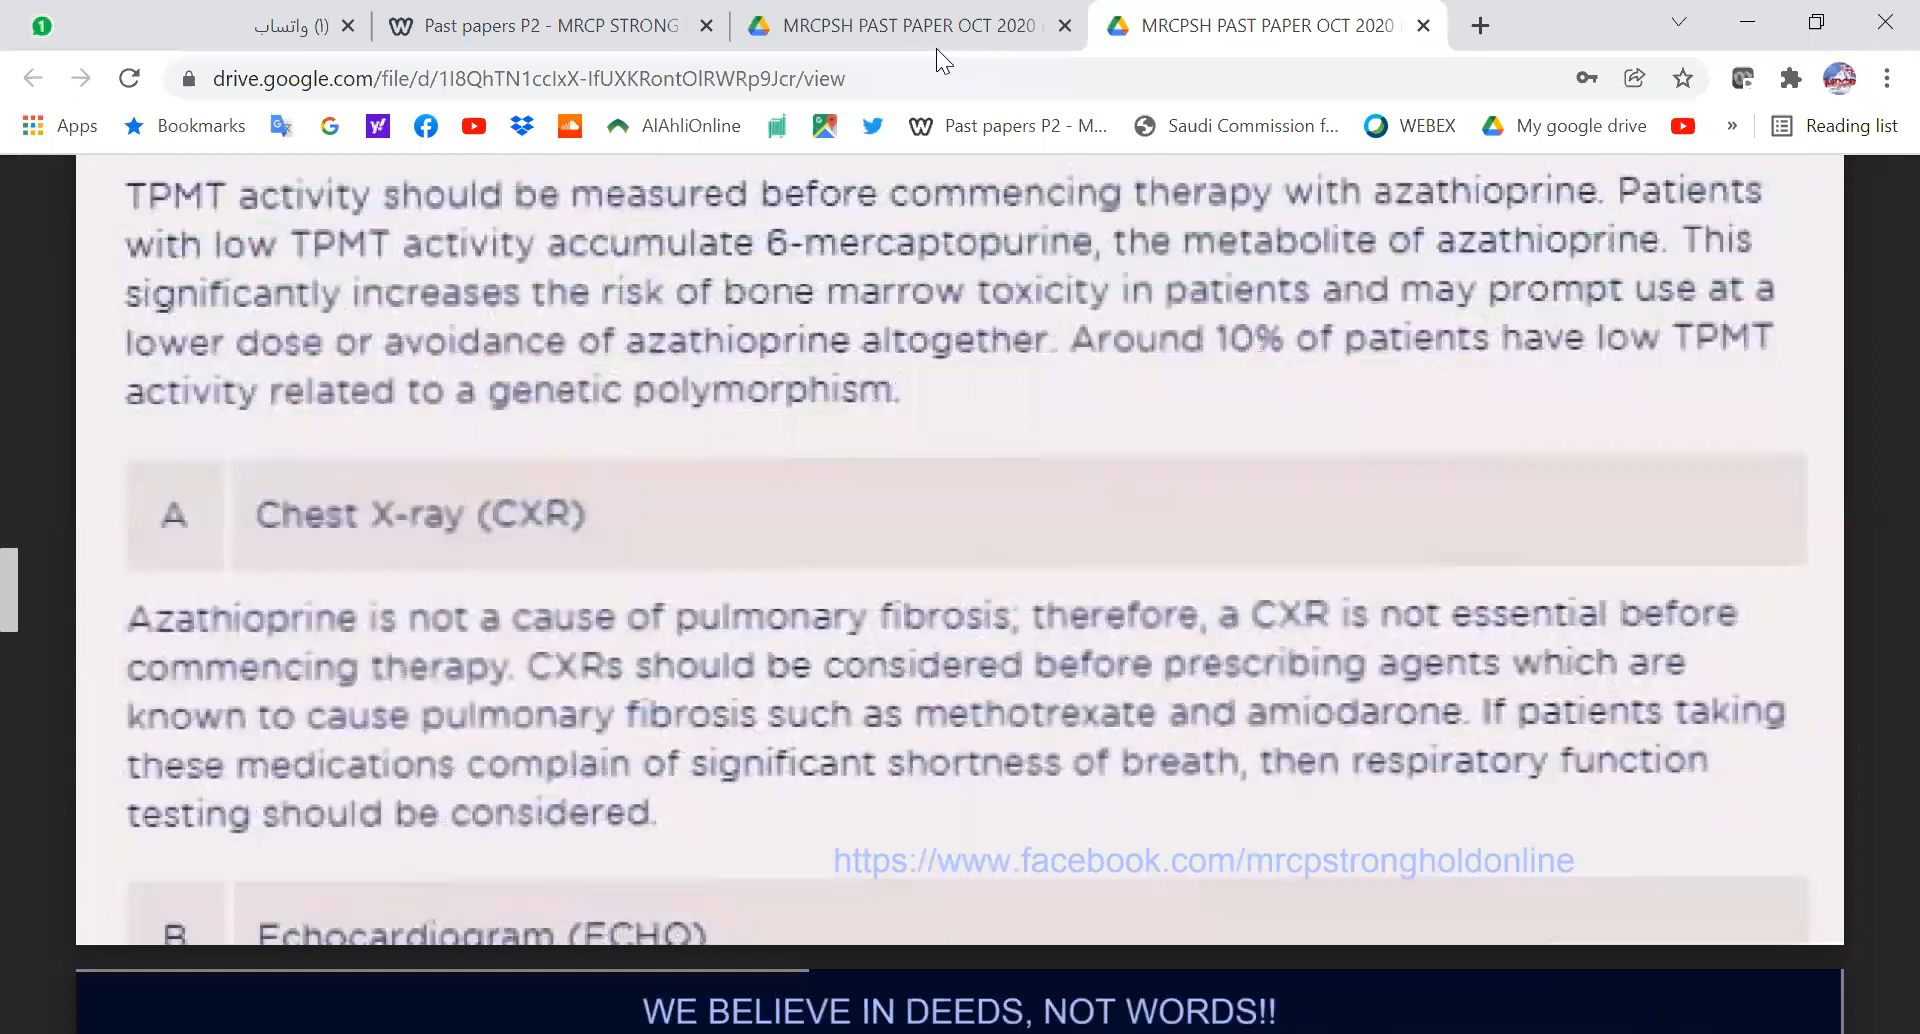 1
واتساب (1)
Past papers P2 - MRCP STRONG
MRCPSH PAST PAPER OCT 2020
MRCPSH PAST PAPER OCT 2020
drive.google.com/file/d/1I8QhTN1ccIxX-IfUXKRontOlRWRp9Jcr/view
Apps
Bookmarks
AlAhliOnline
Past papers P2 - M...
Saudi Commission f...
WEBEX
My google drive
»
Reading list
TPMT activity should be measured before commencing therapy with azathioprine. Patients
with low TPMT activity accumulate 6-mercaptopurine, the metabolite of azathioprine. This
significantly increases the risk of bone marrow toxicity in patients and may prompt use at a
lower dose or avoidance of azathioprine altogether. Around 10% of patients have low TPMT
activity related to a genetic polymorphism.
A Chest X-ray (CXR)
Azathioprine is not a cause of pulmonary fibrosis; therefore, a CXR is not essential before
commencing therapy. CXRs should be considered before prescribing agents which are
known to cause pulmonary fibrosis such as methotrexate and amiodarone. If patients taking
these medications complain of significant shortness of breath, then respiratory function
testing should be considered.
https://www.facebook.com/mrcpstrongholdonline
B Echocardiogram (ECHO)
WE BELIEVE IN DEEDS, NOT WORDS!!